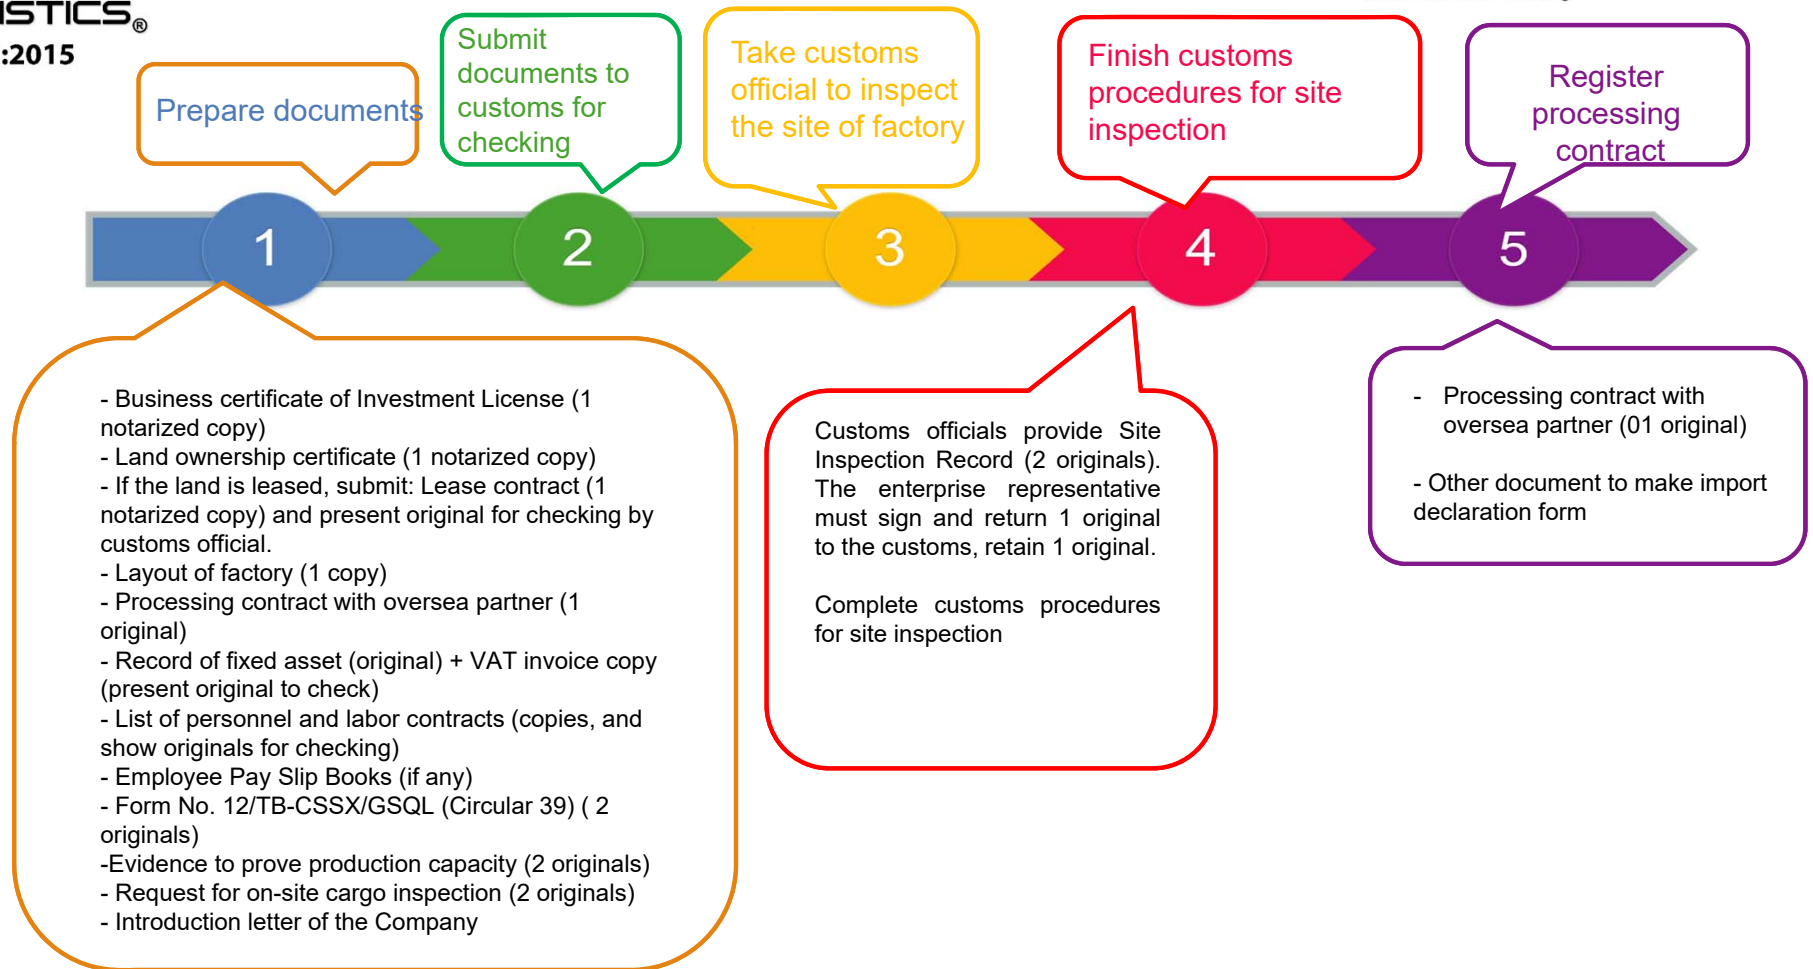 ISTICS®
:2015
Prepare documents
Submit
documents to
customs for
checking
Take customs
official to inspect
the site of factory
Finish customs
procedures for site
inspection
Register
processing
contract
1
2
3
4
5
- Business certificate of Investment License (1
notarized copy)
- Land ownership certificate (1 notarized copy)
- If the land is leased, submit: Lease contract (1
notarized copy) and present original for checking by
customs official.
- Layout of factory (1 copy)
- Processing contract with oversea partner (1
original)
- Record of fixed asset (original) + VAT invoice copy
(present original to check)
- List of personnel and labor contracts (copies, and
show originals for checking)
- Employee Pay Slip Books (if any)
- Form No. 12/TB-CSSX/GSQL (Circular 39) ( 2
originals)
-Evidence to prove production capacity (2 originals)
- Request for on-site cargo inspection (2 originals)
- Introduction letter of the Company
Customs officials provide Site
Inspection Record (2 originals).
The enterprise representative
must sign and return 1 original
to the customs, retain 1 original.
Complete customs procedures
for site inspection
- Processing contract with
oversea partner (01 original)
- Other document to make import
declaration form